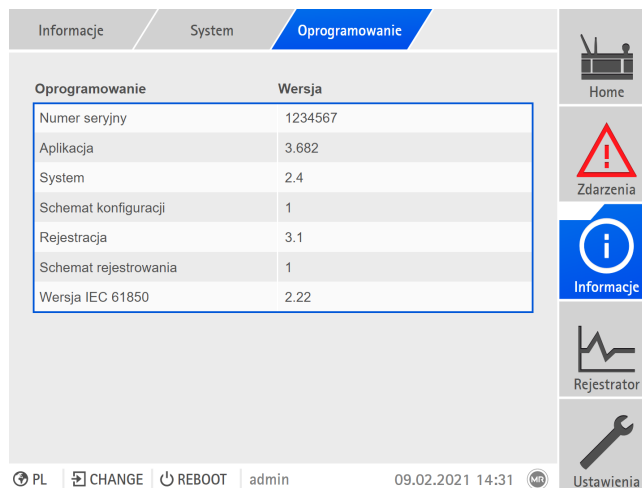 Informacje System Oprogramowanie
Oprogramowanie Wersja
Numer seryjny 1234567
Aplikacja 3.682
System 2.4
Schemat konfiguracji 1
Rejestracja 3.1
Schemat rejestrowania 1
Wersja IEC 61850 2.22
Home
Zdarzenia
Informacje
Rejestrator
Ustawienia
PL CHANGE REBOOT admin 09.02.2021 14:31 MR